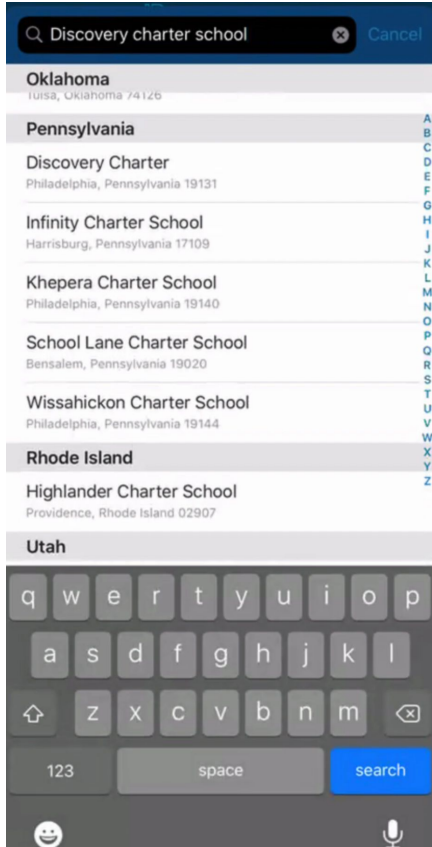 Discovery charter school
Cancel
Oklahoma
Tulsa, Oklahoma 74126
Pennsylvania
Discovery Charter
Philadelphia, Pennsylvania 19131
Infinity Charter School
Harrisburg, Pennsylvania 17109
Khepera Charter School
Philadelphia, Pennsylvania 19140
School Lane Charter School
Bensalem, Pennsylvania 19020
Wissahickon Charter School
Philadelphia, Pennsylvania 19144
Rhode Island
Highlander Charter School
Providence, Rhode Island 02907
Utah
A
B
C
D
E
F
G
H
I
J
K
L
M
N
O
P
Q
R
S
T
U
V
W
X
Y
Z
q w e r t y u i o p
a s d f g h j k l
z x c v b n m
123 space search